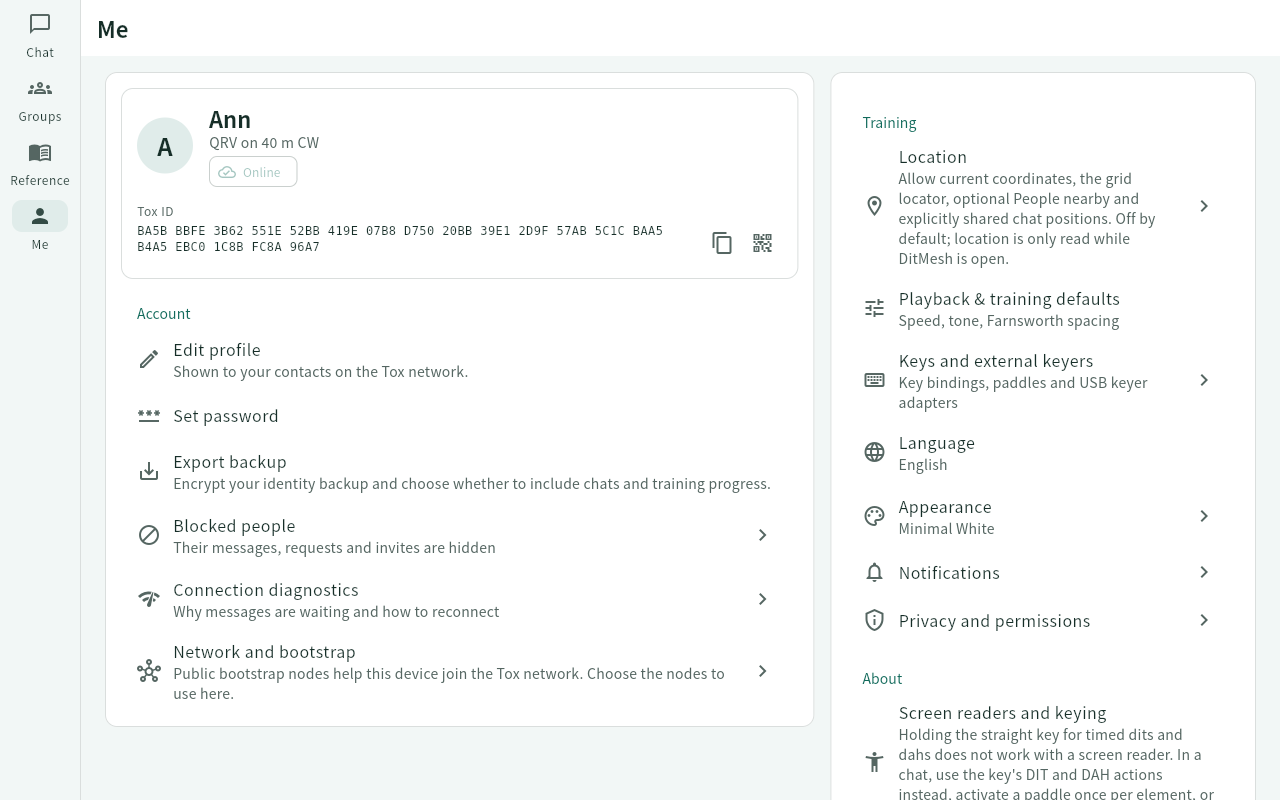 Me
Chat
Groups
Reference
Me
A
Ann
QRV on 40 m CW
Online
Tox ID
BA5B BBFE 3B62 551E 52BB 419E 07B8 D750 20BB 39E1 2D9F 57AB 5C1C BAA5
B4A5 EBC0 1C8B FC8A 96A7
Account
Edit profile
Shown to your contacts on the Tox network.
Set password
Export backup
Encrypt your identity backup and choose whether to include chats and training progress.
Blocked people
Their messages, requests and invites are hidden
Connection diagnostics
Why messages are waiting and how to reconnect
Network and bootstrap
Public bootstrap nodes help this device join the Tox network. Choose the nodes to
use here.
Training
Location
Allow current coordinates, the grid
locator, optional People nearby and
explicitly shared chat positions. Off by
default; location is only read while
DitMesh is open.
Playback & training defaults
Speed, tone, Farnsworth spacing
Keys and external keyers
Key bindings, paddles and USB keyer
adapters
Language
English
Appearance
Minimal White
Notifications
Privacy and permissions
About
Screen readers and keying
Holding the straight key for timed dits and
dahs does not work with a screen reader. In a
chat, use the key's DIT and DAH actions
instead, activate a paddle once per element, or